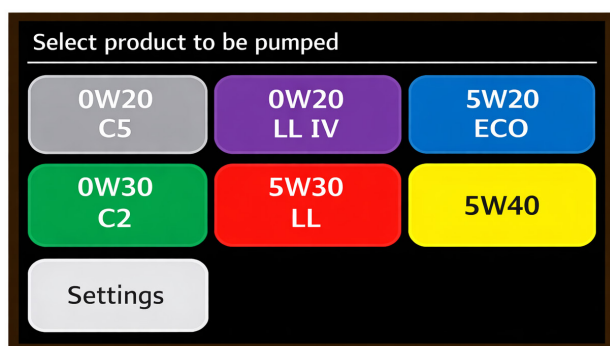 Select product to be pumped
0W20
C5
0W20
LL IV
5W20
ECO
0W30
C2
5W30
LL
5W40
Settings